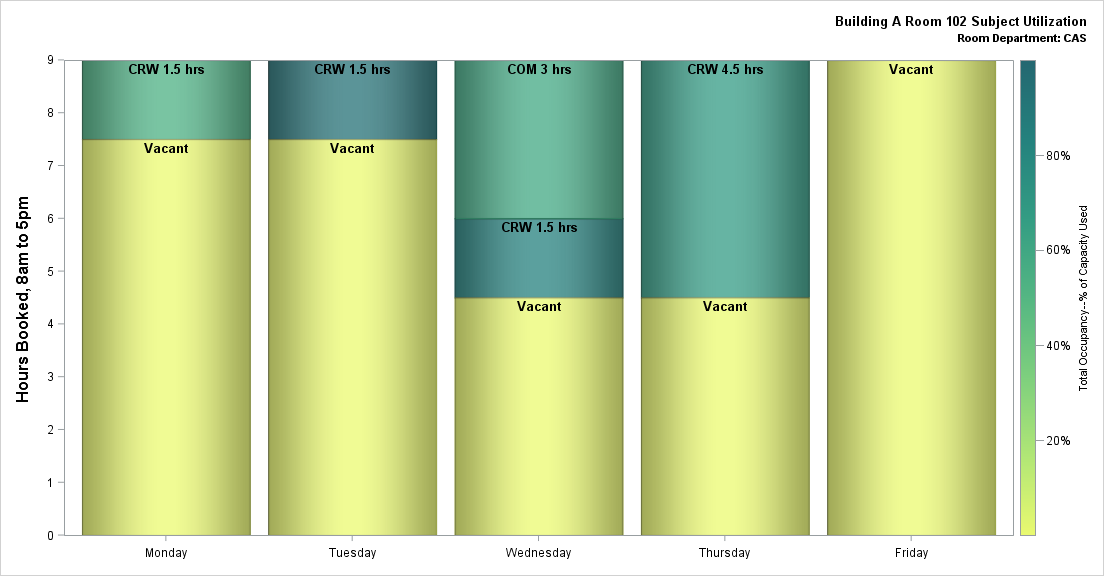 Building A Room 102 Subject Utilization
Room Department: CAS
Hours Booked, 8am to 5pm
9
8
7
6
5
4
3
2
1
0
CRW 1.5 hrs
Vacant
CRW 1.5 hrs
Vacant
COM 3 hrs
CRW 1.5 hrs
Vacant
CRW 4.5 hrs
Vacant
Vacant
Monday
Tuesday
Wednesday
Thursday
Friday
80%
60%
40%
20%
Total Occupancy--% of Capacity Used